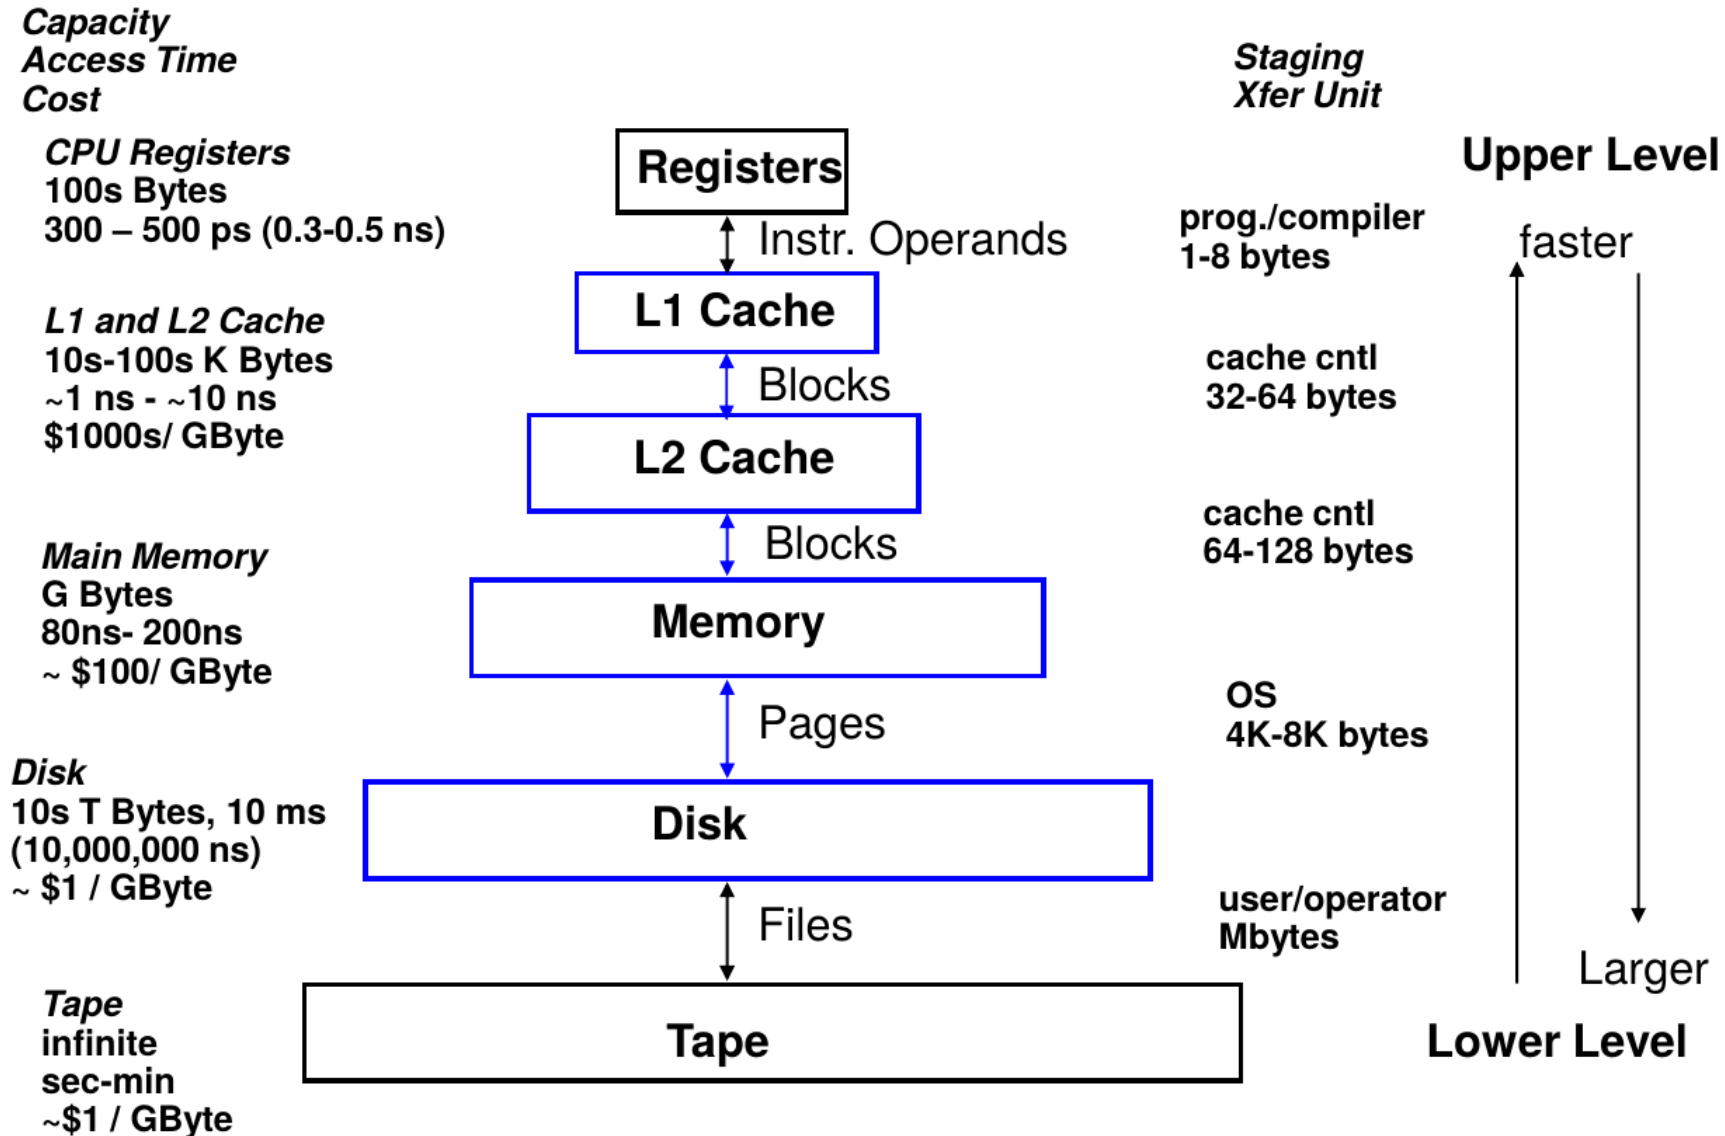 Capacity
Access Time
Cost
Staging
Xfer Unit
CPU Registers
100s Bytes
300 – 500 ps (0.3-0.5 ns)
Registers
Upper Level
Instr. Operands
prog./compiler
1-8 bytes
faster
L1 and L2 Cache
10s-100s K Bytes
~1 ns - ~10 ns
$1000s/ GByte
L1 Cache
Blocks
cache cntl
32-64 bytes
L2 Cache
Blocks
cache cntl
64-128 bytes
Main Memory
G Bytes
80ns- 200ns
~ $100/ GByte
Memory
Pages
OS
4K-8K bytes
Disk
10s T Bytes, 10 ms
(10,000,000 ns)
~ $1 / GByte
Disk
Files
user/operator
Mbytes
Larger
Tape
infinite
sec-min
~$1 / GByte
Tape
Lower Level